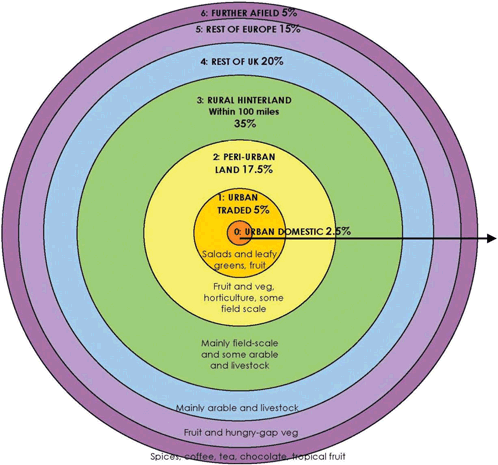 6: FURTHER AFIELD 5%
5: REST OF EUROPE 15%
4: REST OF UK 20%
3: RURAL HINTERLAND
Within 100 miles
35%
2: PERI-URBAN
LAND 17.5%
1: URBAN
TRADED 5%
0: URBAN DOMESTIC 2.5%
Salads and leafy
greens, fruit
Fruit and veg,
horticulture, some
field scale
Mainly field-scale
and some arable
and livestock
Mainly arable and livestock
Fruit and hungry-gap veg
Spices, coffee, tea, chocolate, tropical fruit